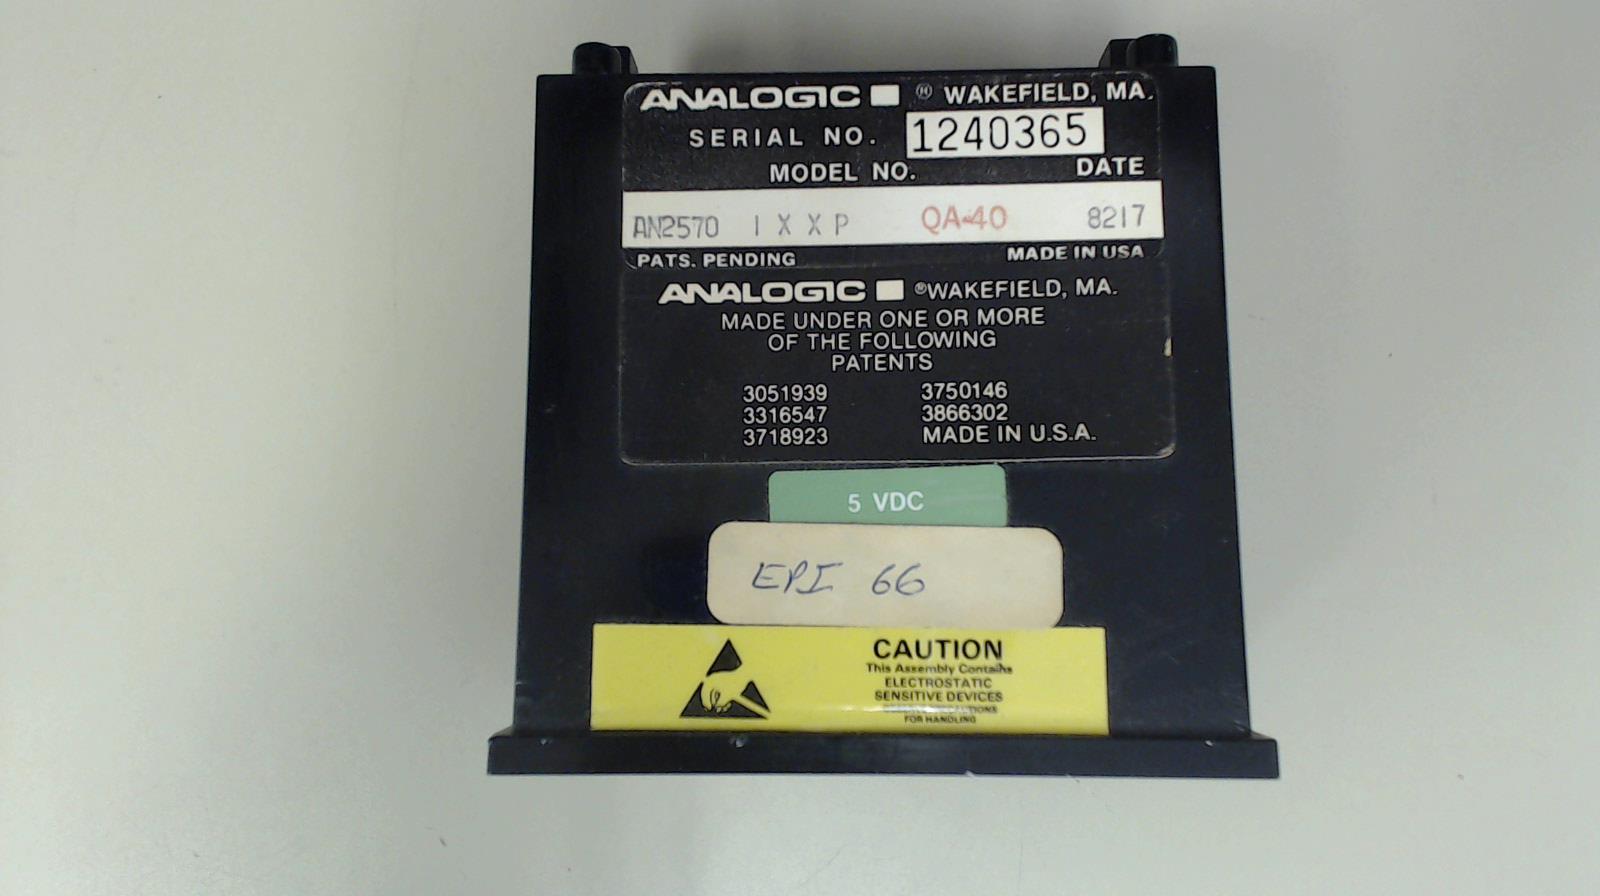 ANALOGIC ® WAKEFIELD, MA.
SERIAL NO. 1240365
MODEL NO. DATE
AN2570 1 X X P QA-40 8217
PATS. PENDING MADE IN USA
ANALOGIC ® WAKEFIELD, MA.
MADE UNDER ONE OR MORE
OF THE FOLLOWING
PATENTS
3051939 3750146
3316547 3866302
3718923 MADE IN U.S.A.
5 VDC
EPI 66
CAUTION
This Assembly Contains
ELECTROSTATIC
SENSITIVE DEVICES
FOR HANDLING